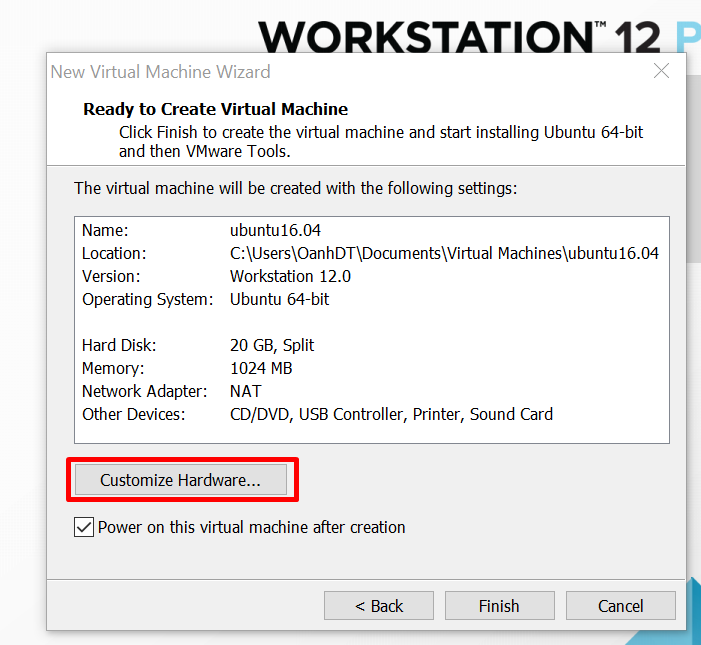 WORKSTATION™ 12 P
New Virtual Machine Wizard
Ready to Create Virtual Machine
Click Finish to create the virtual machine and start installing Ubuntu 64-bit
and then VMware Tools.
The virtual machine will be created with the following settings:
Name: ubuntu16.04
Location: C:\Users\OanhDT\Documents\Virtual Machines\ubuntu16.04
Version: Workstation 12.0
Operating System: Ubuntu 64-bit
Hard Disk: 20 GB, Split
Memory: 1024 MB
Network Adapter: NAT
Other Devices: CD/DVD, USB Controller, Printer, Sound Card
Customize Hardware...
Power on this virtual machine after creation
< Back Finish Cancel